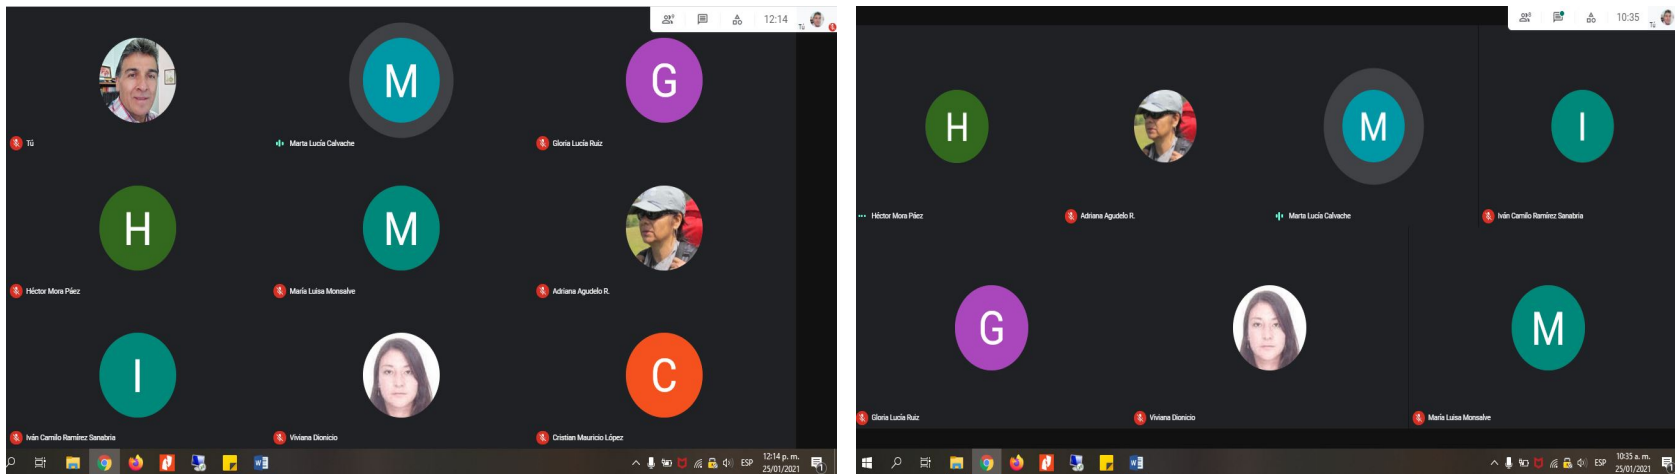 12:14
Tú
M
G
Tú
Marta Lucía Calvache
Gloria Lucía Ruiz
H
M
Héctor Mora Páez
María Luisa Monsalve
Adriana Agudelo R.
I
C
Iván Camilo Ramírez Sanabria
Viviana Dionicio
Cristian Mauricio López
ESP
12:14 p. m.
25/01/2021
10:35
Tú
H
M
I
Héctor Mora Páez
Adriana Agudelo R.
Marta Lucía Calvache
Iván Camilo Ramírez Sanabria
G
M
Gloria Lucía Ruiz
Viviana Dionicio
María Luisa Monsalve
ESP
10:35 a. m.
25/01/2021